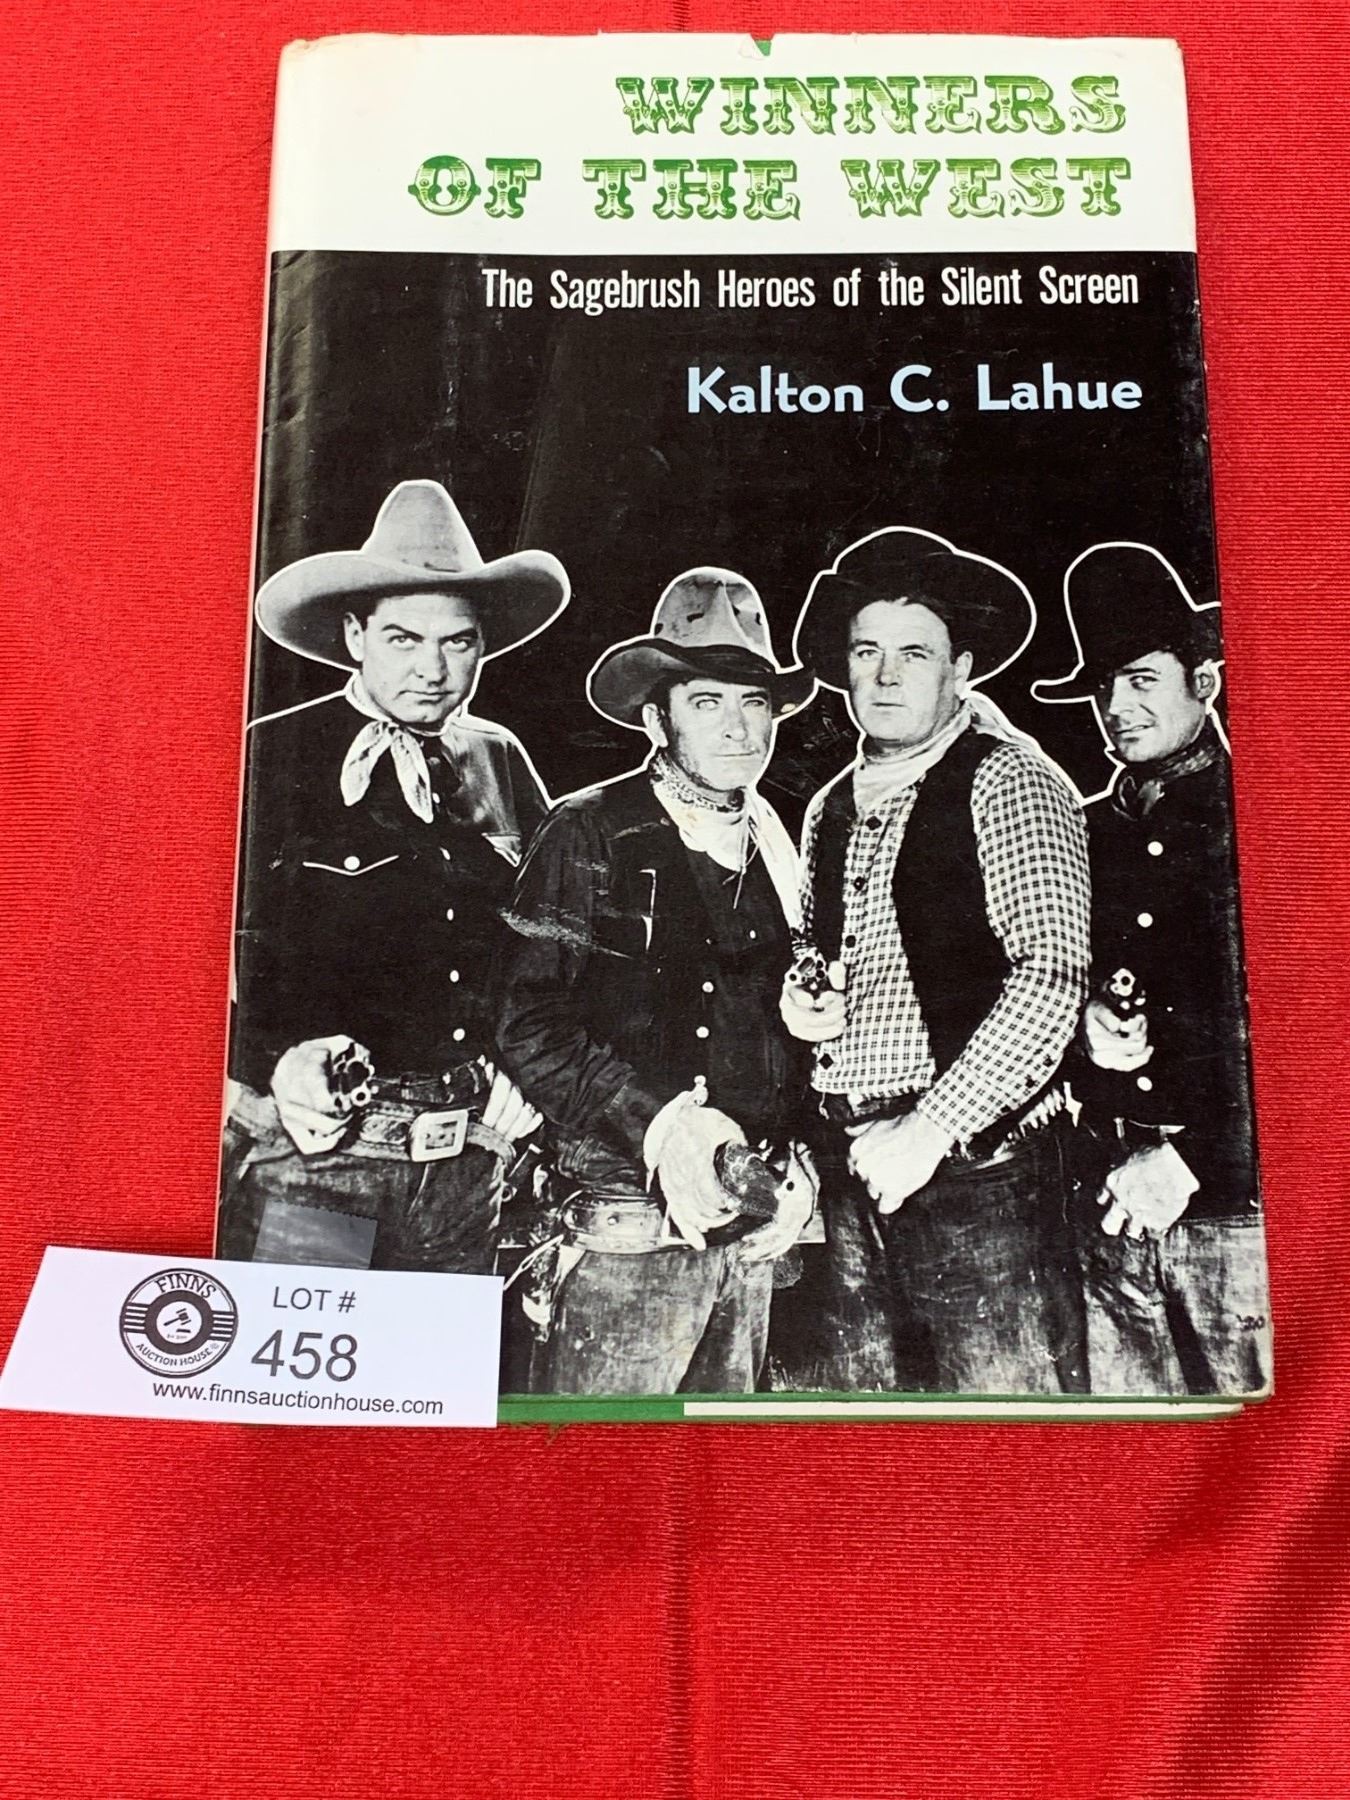 WINNERS
OF THE WEST
The Sagebrush Heroes of the Silent Screen
Kalton C. Lahue
FINNS
AUCTION HOUSE
LOT #
458
www.finnsauctionhouse.com